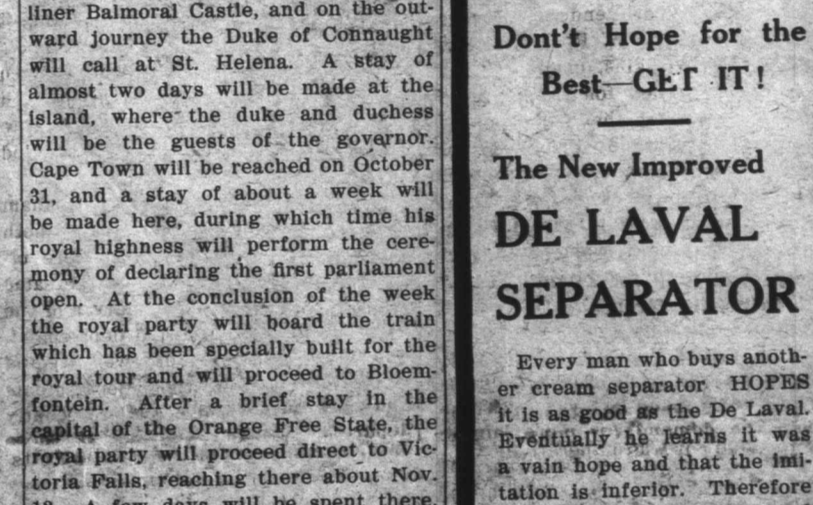 liner Balmoral Castle, and on the out-
ward journey the Duke of Connaught
will call at St. Helena. A stay of
almost two days will be made at the
island, where the duke and duchess
will be the guests of the governor.
Cape Town will be reached on October
31, and a stay of about a week will
be made here, during which time his
royal highness will perform the cere-
mony of declaring the first parliament
open. At the conclusion of the week
the royal party will board the train
which has been specially built for the
royal tour and will proceed to Bloem-
fontein. After a brief stay in the
capital of the Orange Free State, the
royal party will proceed direct to Vic-
toria Falls, reaching there about Nov.
A few days will be spent there.
Dont't Hope for the
Best—GET IT!
The New Improved
DE LAVAL
SEPARATOR
Every man who buys anoth-
er cream separator HOPES
it is as good as the De Laval.
Eventually he learns it was
a vain hope and that the imi-
tation is inferior. Therefore